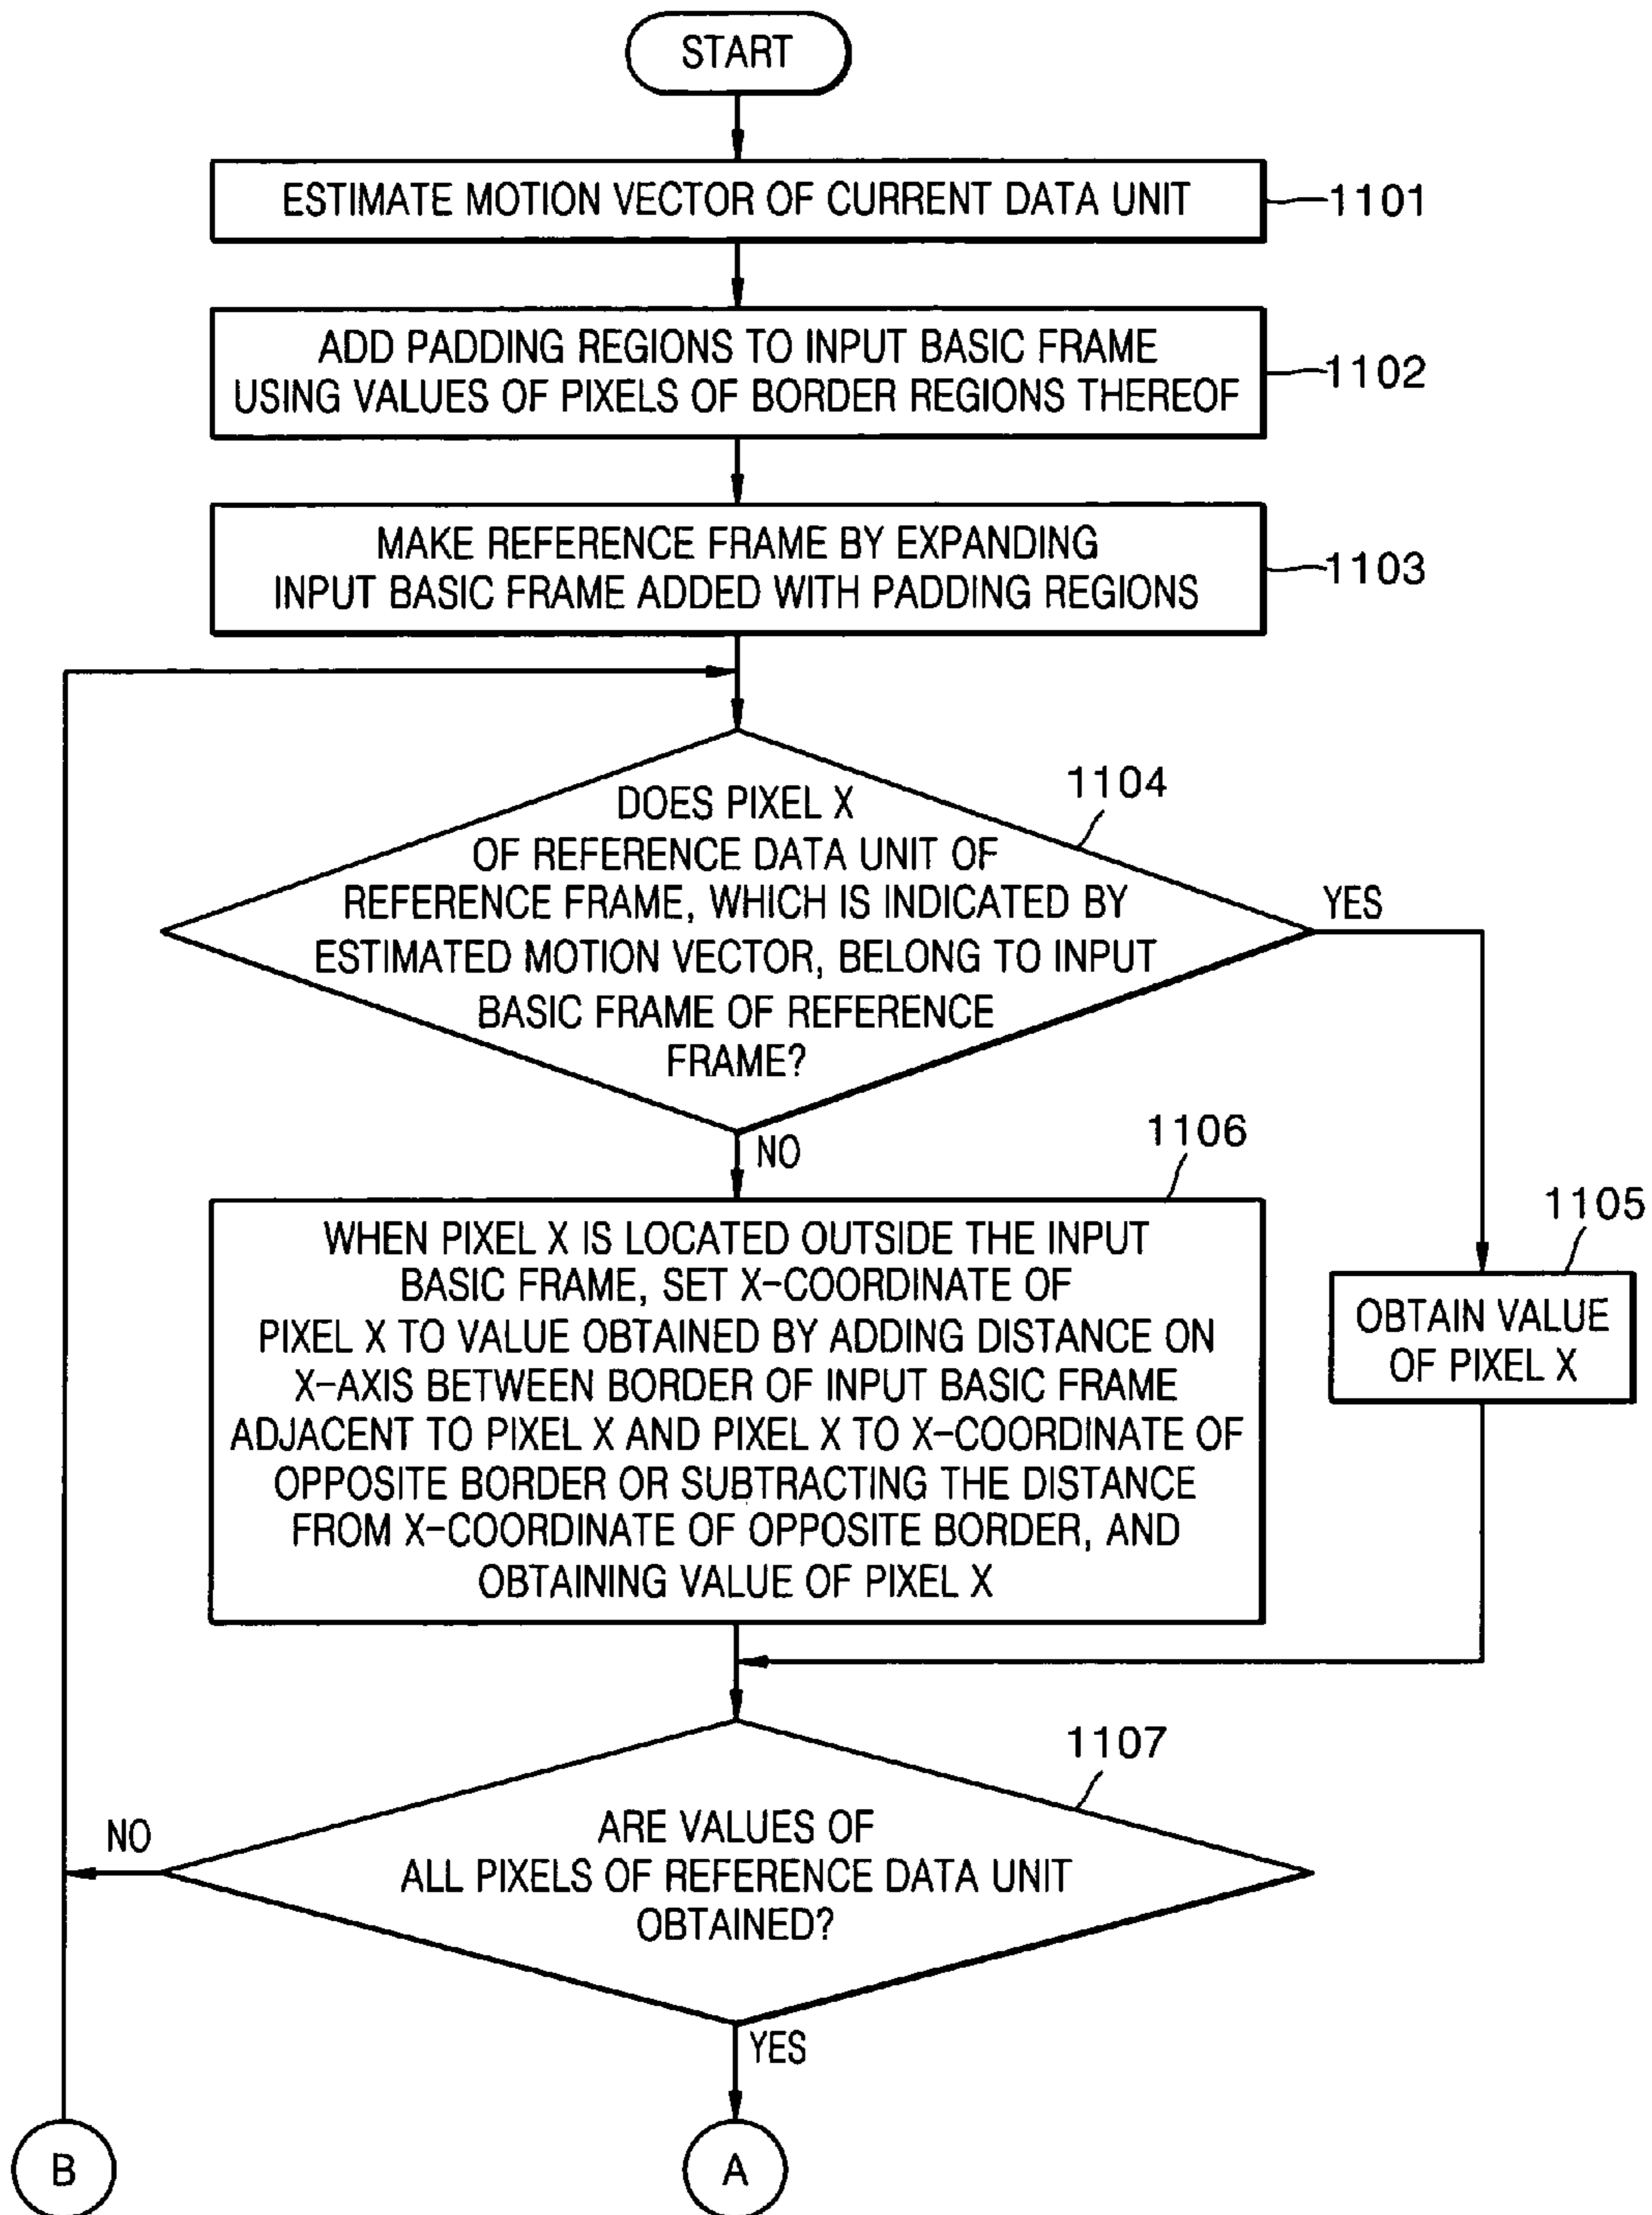 START
ESTIMATE MOTION VECTOR OF CURRENT DATA UNIT
1101
ADD PADDING REGIONS TO INPUT BASIC FRAME
USING VALUES OF PIXELS OF BORDER REGIONS THEREOF
1102
MAKE REFERENCE FRAME BY EXPANDING
INPUT BASIC FRAME ADDED WITH PADDING REGIONS
1103
1104
DOES PIXEL X
OF REFERENCE DATA UNIT OF
REFERENCE FRAME, WHICH IS INDICATED BY
ESTIMATED MOTION VECTOR, BELONG TO INPUT
BASIC FRAME OF REFERENCE
FRAME?
YES
NO
1106
WHEN PIXEL X IS LOCATED OUTSIDE THE INPUT
BASIC FRAME, SET X-COORDINATE OF
PIXEL X TO VALUE OBTAINED BY ADDING DISTANCE ON
X-AXIS BETWEEN BORDER OF INPUT BASIC FRAME
ADJACENT TO PIXEL X AND PIXEL X TO X-COORDINATE OF
OPPOSITE BORDER OR SUBTRACTING THE DISTANCE
FROM X-COORDINATE OF OPPOSITE BORDER, AND
OBTAINING VALUE OF PIXEL X
1105
OBTAIN VALUE
OF PIXEL X
1107
ARE VALUES OF
ALL PIXELS OF REFERENCE DATA UNIT
OBTAINED?
NO
YES
B
A